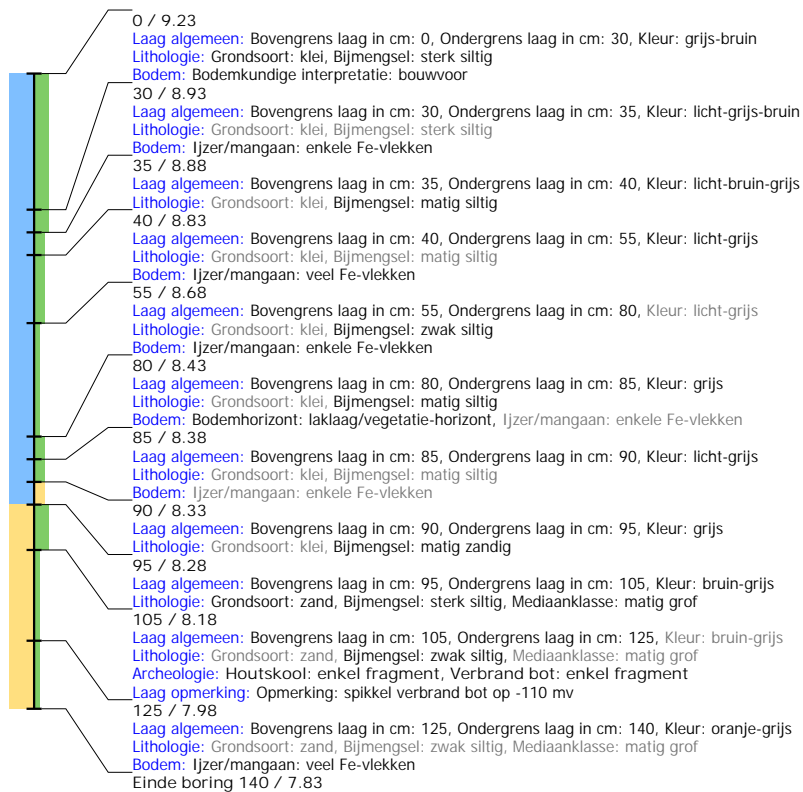 0 / 9.23
Laag algemeen: Bovengrens laag in cm: 0, Ondergrens laag in cm: 30, Kleur: grijs-bruin
Lithologie: Grondsoort: klei, Bijmengsel: sterk siltig
Bodem: Bodemkundige interpretatie: bouwvoor
30 / 8.93
Laag algemeen: Bovengrens laag in cm: 30, Ondergrens laag in cm: 35, Kleur: licht-grijs-bruin
Lithologie: Grondsoort: klei, Bijmengsel: sterk siltig
Bodem: Ijzer/mangaan: enkele Fe-vlekken
35 / 8.88
Laag algemeen: Bovengrens laag in cm: 35, Ondergrens laag in cm: 40, Kleur: licht-bruin-grijs
Lithologie: Grondsoort: klei, Bijmengsel: matig siltig
40 / 8.83
Laag algemeen: Bovengrens laag in cm: 40, Ondergrens laag in cm: 55, Kleur: licht-grijs
Lithologie: Grondsoort: klei, Bijmengsel: matig siltig
Bodem: Ijzer/mangaan: veel Fe-vlekken
55 / 8.68
Laag algemeen: Bovengrens laag in cm: 55, Ondergrens laag in cm: 80, Kleur: licht-grijs
Lithologie: Grondsoort: klei, Bijmengsel: zwak siltig
Bodem: Ijzer/mangaan: enkele Fe-vlekken
80 / 8.43
Laag algemeen: Bovengrens laag in cm: 80, Ondergrens laag in cm: 85, Kleur: grijs
Lithologie: Grondsoort: klei, Bijmengsel: matig siltig
Bodem: Bodemhorizont: laklaag/vegetatie-horizont, Ijzer/mangaan: enkele Fe-vlekken
85 / 8.38
Laag algemeen: Bovengrens laag in cm: 85, Ondergrens laag in cm: 90, Kleur: licht-grijs
Lithologie: Grondsoort: klei, Bijmengsel: matig siltig
Bodem: Ijzer/mangaan: enkele Fe-vlekken
90 / 8.33
Laag algemeen: Bovengrens laag in cm: 90, Ondergrens laag in cm: 95, Kleur: grijs
Lithologie: Grondsoort: klei, Bijmengsel: matig zandig
95 / 8.28
Laag algemeen: Bovengrens laag in cm: 95, Ondergrens laag in cm: 105, Kleur: bruin-grijs
Lithologie: Grondsoort: zand, Bijmengsel: sterk siltig, Mediaanklasse: matig grof
105 / 8.18
Laag algemeen: Bovengrens laag in cm: 105, Ondergrens laag in cm: 125, Kleur: bruin-grijs
Lithologie: Grondsoort: zand, Bijmengsel: zwak siltig, Mediaanklasse: matig grof
Archeologie: Houtskool: enkel fragment, Verbrand bot: enkel fragment
Laag opmerking: Opmerking: spikkel verbrand bot op -110 mv
125 / 7.98
Laag algemeen: Bovengrens laag in cm: 125, Ondergrens laag in cm: 140, Kleur: oranje-grijs
Lithologie: Grondsoort: zand, Bijmengsel: zwak siltig, Mediaanklasse: matig grof
Bodem: Ijzer/mangaan: veel Fe-vlekken
Einde boring 140 / 7.83